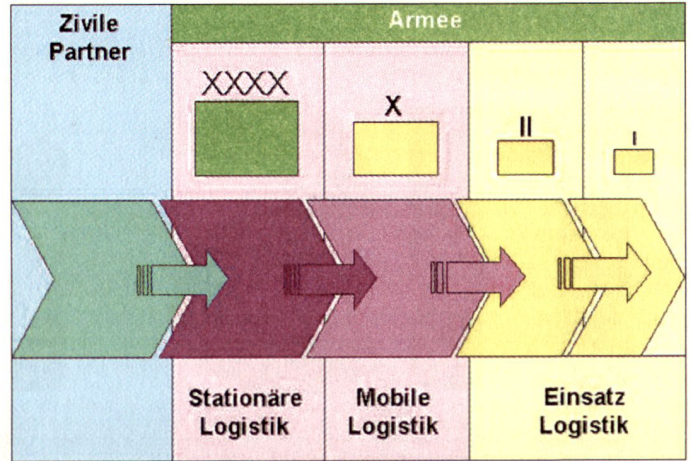 Zivile
Partner
Armee
XXXX
X
II
I
Stationäre
Logistik
Mobile
Logistik
Einsatz
Logistik